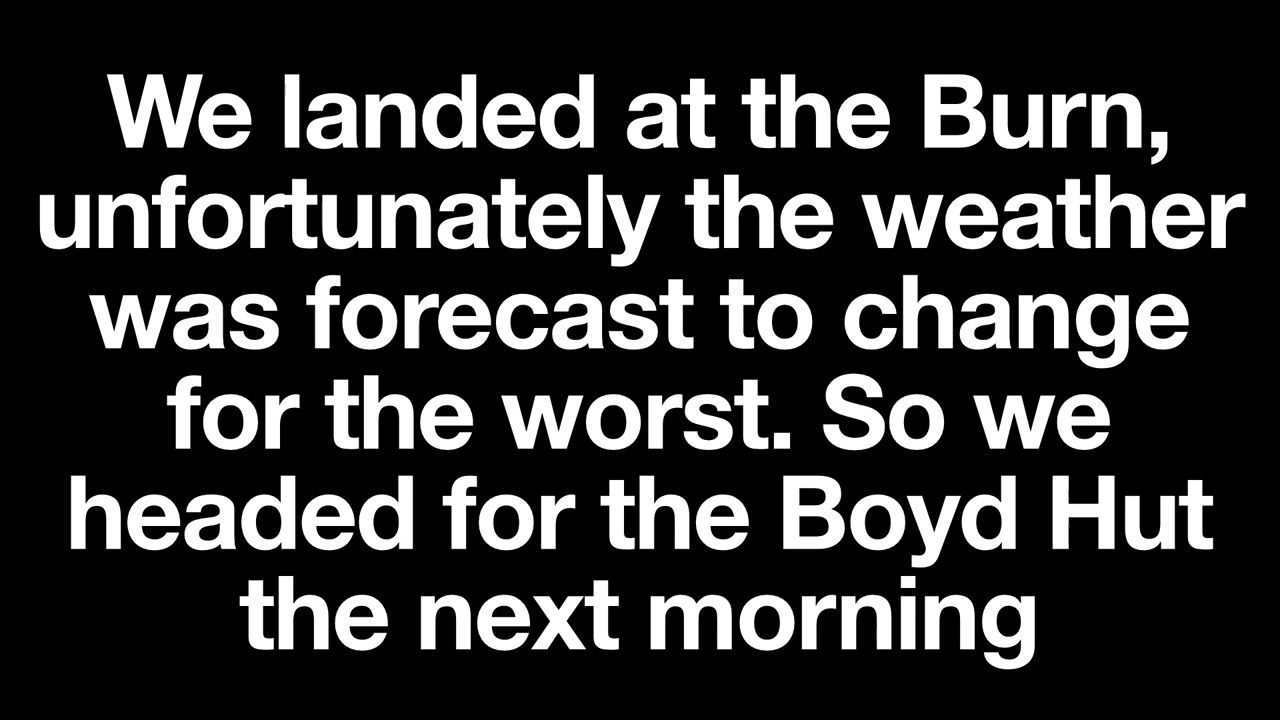 We landed at the Burn,
unfortunately the weather
was forecast to change
for the worst. So we
headed for the Boyd Hut
the next morning